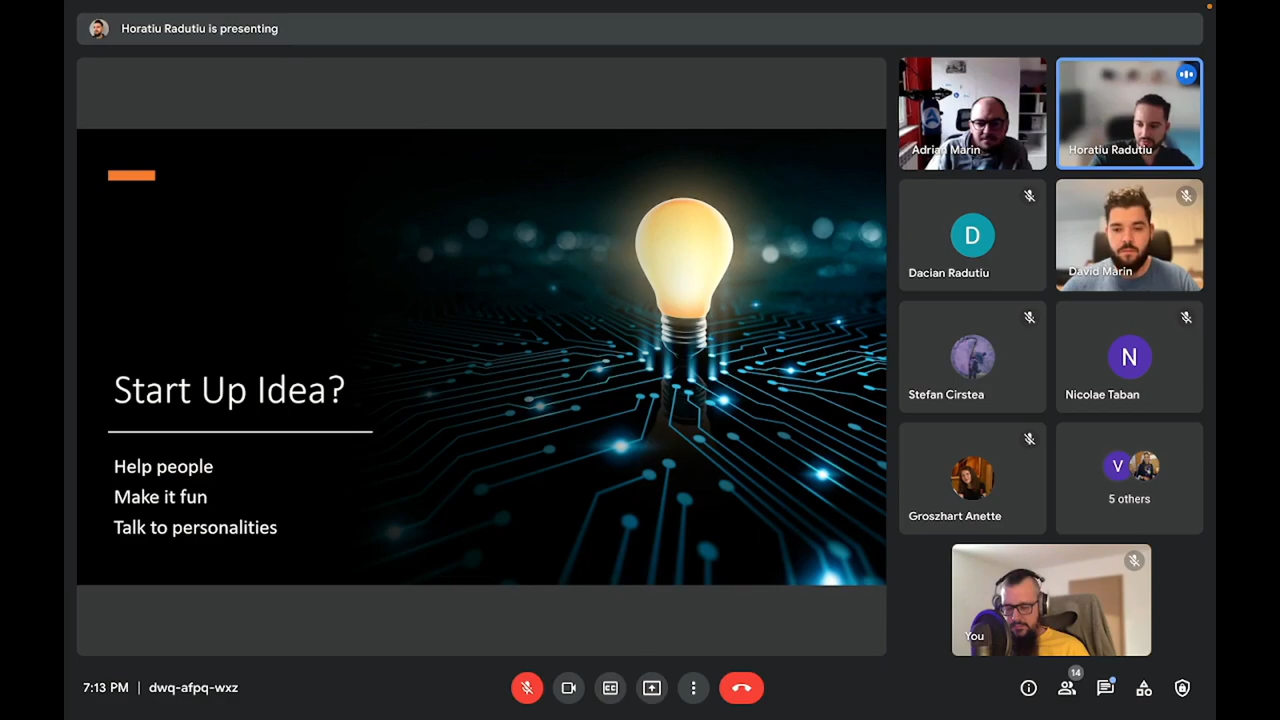 Horatiu Radutiu is presenting
Start Up Idea?
Help people
Make it fun
Talk to personalities
Adrian Marin
Horatiu Radutiu
D
Dacian Radutiu
David Marin
Stefan Cirstea
N
Nicolae Taban
Groszhart Anette
V
5 others
You
7:13 PM | dwq-afpq-wxz
CC
14